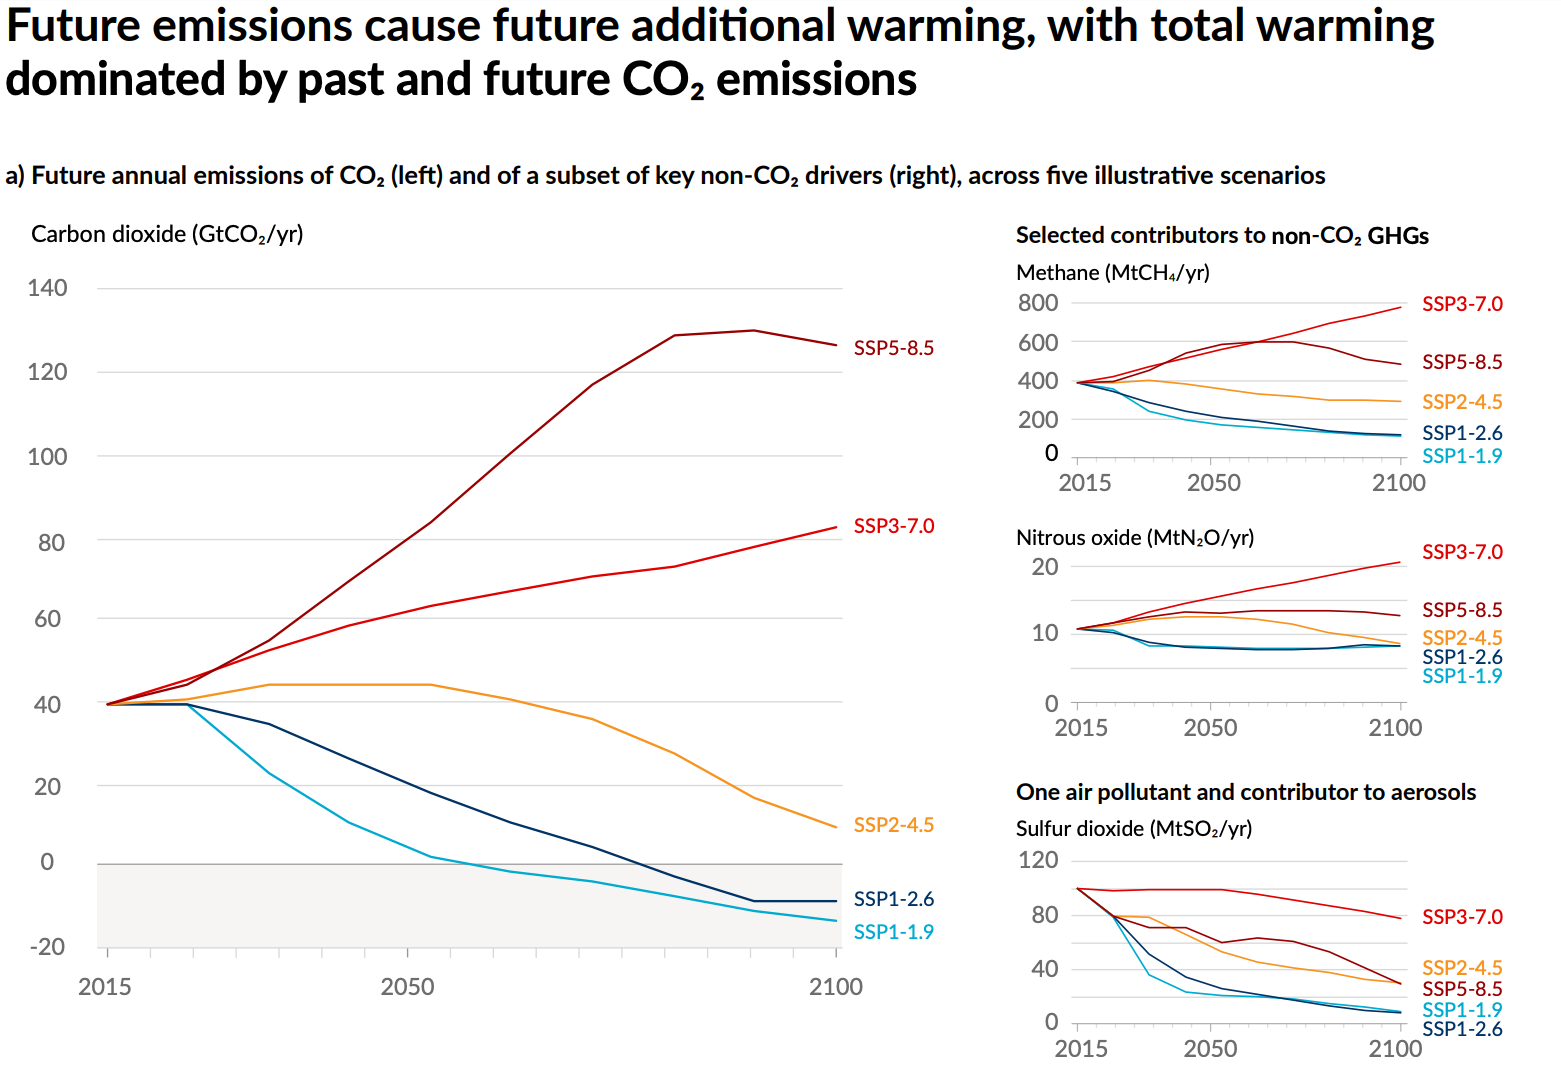 Future emissions cause future additional warming, with total warming
dominated by past and future CO₂ emissions
a) Future annual emissions of CO₂ (left) and of a subset of key non-CO₂ drivers (right), across five illustrative scenarios
Carbon dioxide (GtCO₂/yr)
140
120
100
80
60
40
20
0
-20
2015
2050
2100
SSP5-8.5
SSP3-7.0
SSP2-4.5
SSP1-2.6
SSP1-1.9
Selected contributors to non-CO₂ GHGs
Methane (MtCH₄/yr)
800
600
400
200
0
2015
2050
2100
SSP3-7.0
SSP5-8.5
SSP2-4.5
SSP1-2.6
SSP1-1.9
Nitrous oxide (MtN₂O/yr)
20
10
0
2015
2050
2100
SSP3-7.0
SSP5-8.5
SSP2-4.5
SSP1-2.6
SSP1-1.9
One air pollutant and contributor to aerosols
Sulfur dioxide (MtSO₂/yr)
120
80
40
0
2015
2050
2100
SSP3-7.0
SSP2-4.5
SSP5-8.5
SSP1-1.9
SSP1-2.6